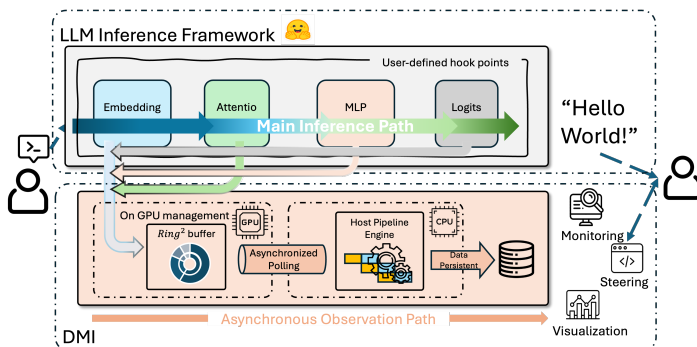 LLM Inference Framework
User-defined hook points
Embedding
Attentio
MLP
Logits
Main Inference Path
>_
“Hello
World!”
On GPU management
GPU
Ring² buffer
Asynchronized
Polling
Host Pipeline
Engine
CPU
Data
Persistent
Monitoring
</>
Steering
Visualization
Asynchronous Observation Path
DMI